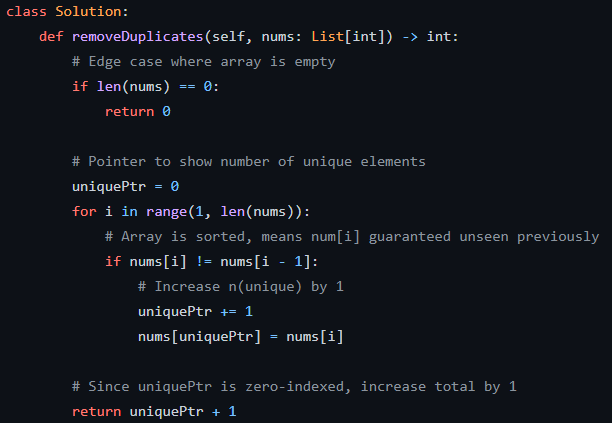 class Solution:
    def removeDuplicates(self, nums: List[int]) -> int:
        # Edge case where array is empty
        if len(nums) == 0:
            return 0

        # Pointer to show number of unique elements
        uniquePtr = 0
        for i in range(1, len(nums)):
            # Array is sorted, means num[i] guaranteed unseen previously
            if nums[i] != nums[i - 1]:
                # Increase n(unique) by 1
                uniquePtr += 1
                nums[uniquePtr] = nums[i]

        # Since uniquePtr is zero-indexed, increase total by 1
        return uniquePtr + 1